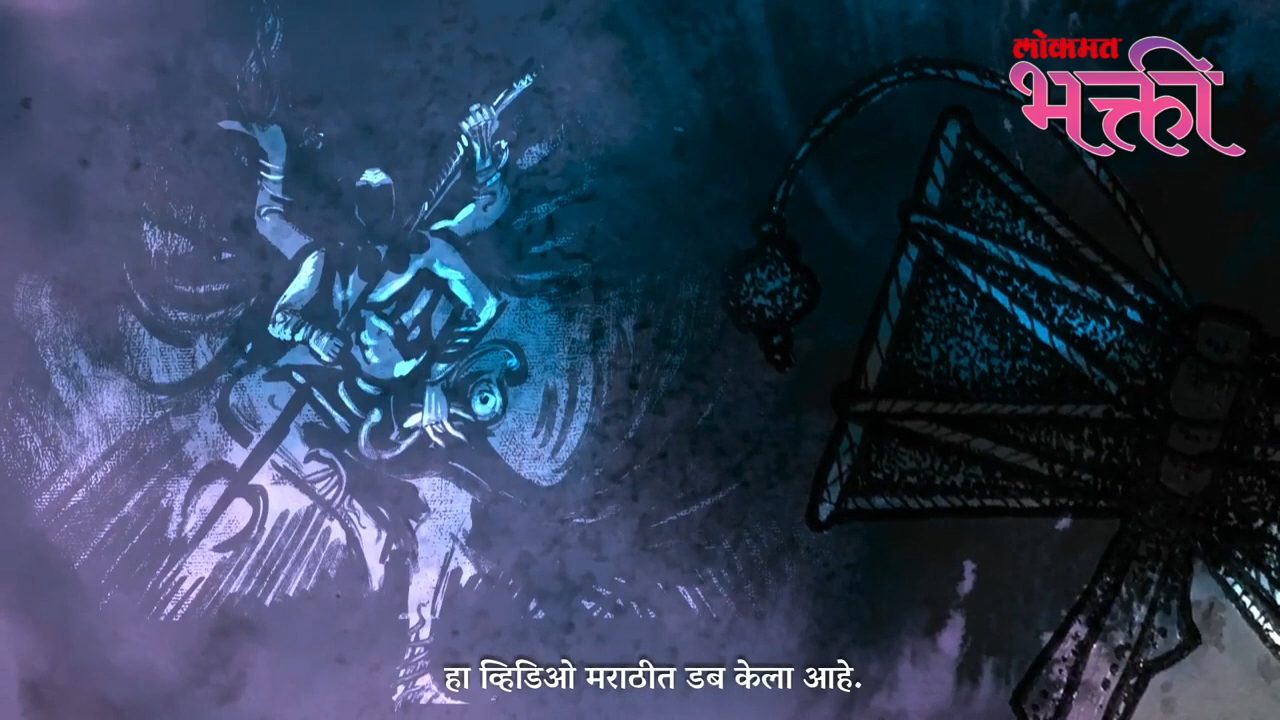 लोकमत
भक्ती
हा व्हिडिओ मराठीत डब केला आहे.